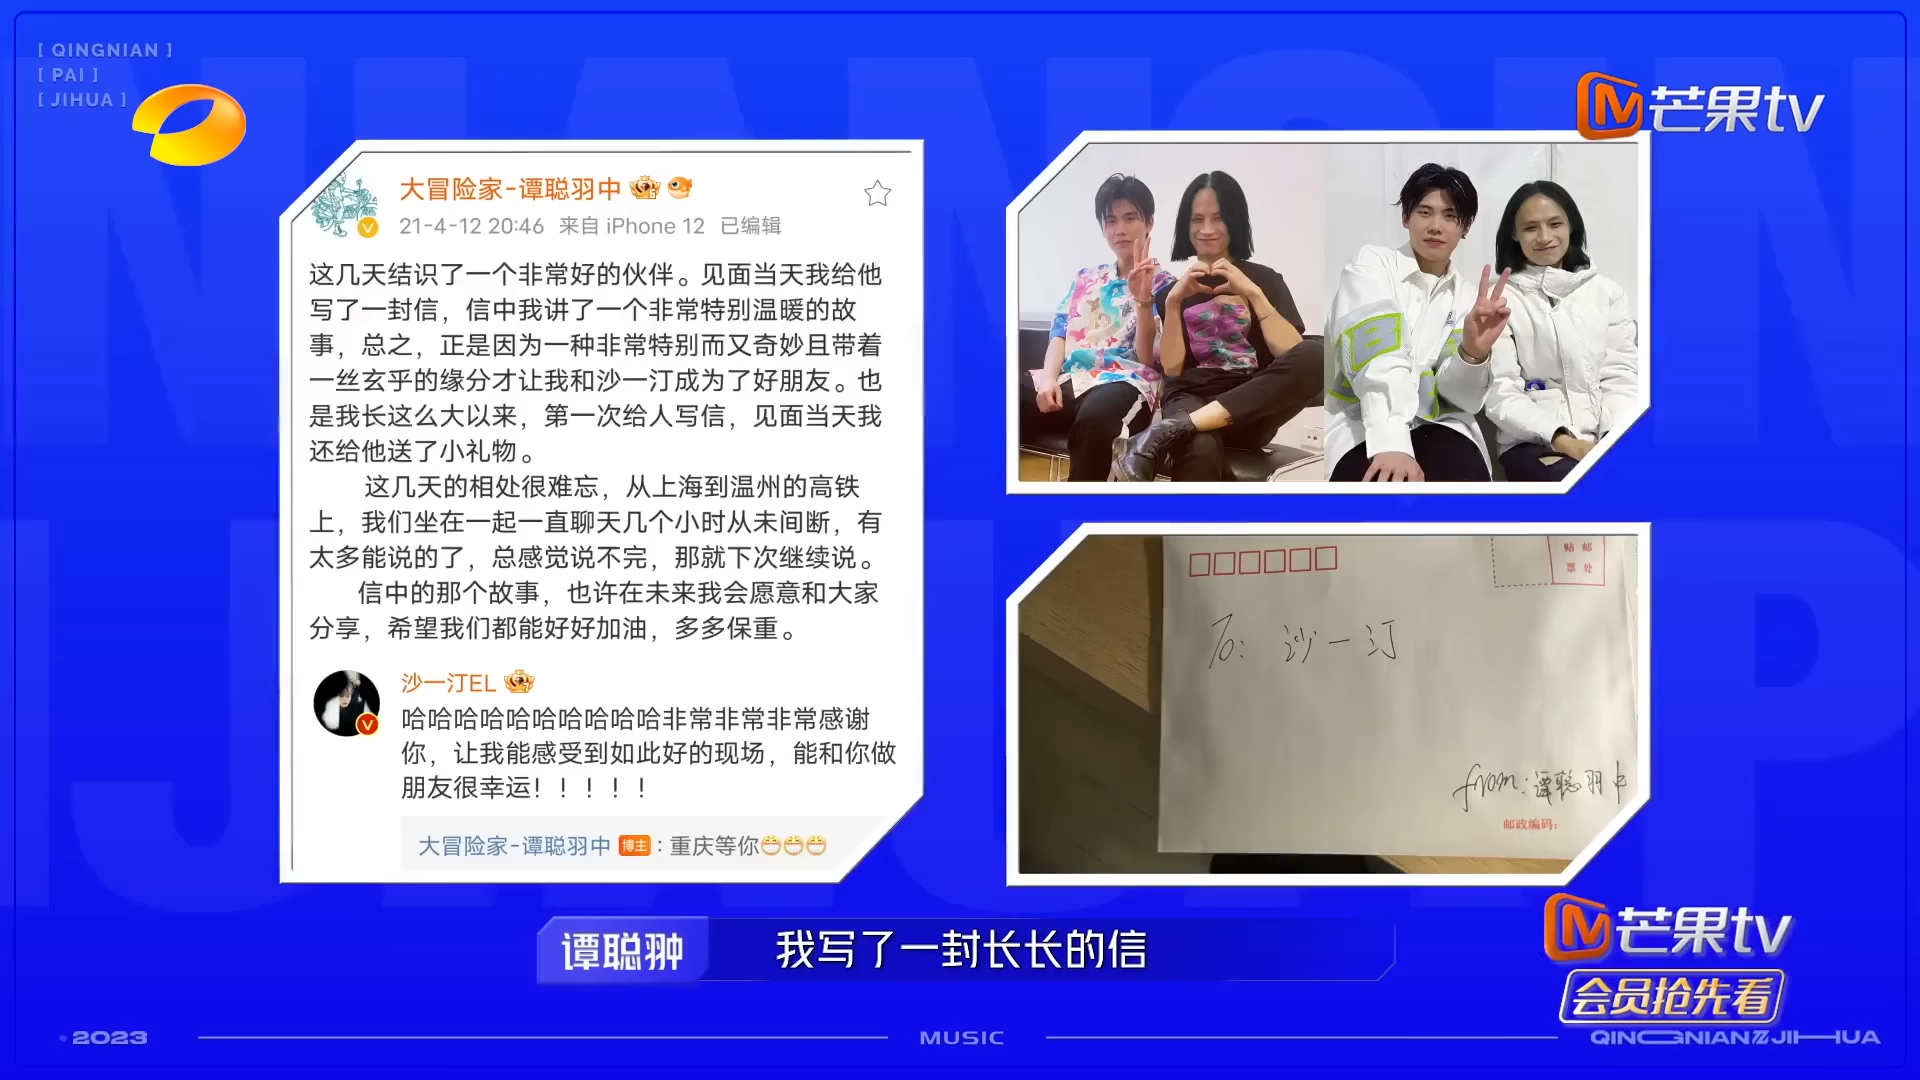 [ QINGNIAN ]
[ PAI ]
[ JIHUA ]
芒果tv
大冒险家-谭聪羽中
21-4-12 20:46 来自 iPhone 12 已编辑
这几天结识了一个非常好的伙伴。见面当天我给他
写了一封信，信中我讲了一个非常特别温暖的故
事，总之，正是因为一种非常特别而又奇妙且带着
一丝玄乎的缘分才让我和沙一汀成为了好朋友。也
是我长这么大以来，第一次给人写信，见面当天我
还给他送了小礼物。
这几天的相处很难忘，从上海到温州的高铁
上，我们坐在一起一直聊天几个小时从未间断，有
太多能说的了，总感觉说不完，那就下次继续说。
信中的那个故事，也许在未来我会愿意和大家
分享，希望我们都能好好加油，多多保重。
沙一汀EL
哈哈哈哈哈哈哈哈哈哈非常非常非常感谢
你，让我能感受到如此好的现场，能和你做
朋友很幸运！！！！！
大冒险家-谭聪羽中 博主：重庆等你
贴 邮
票 处
To: 沙一汀
from: 谭聪羽中
邮政编码:
谭聪翀
我写了一封长长的信
芒果tv
会员抢先看
2023
MUSIC